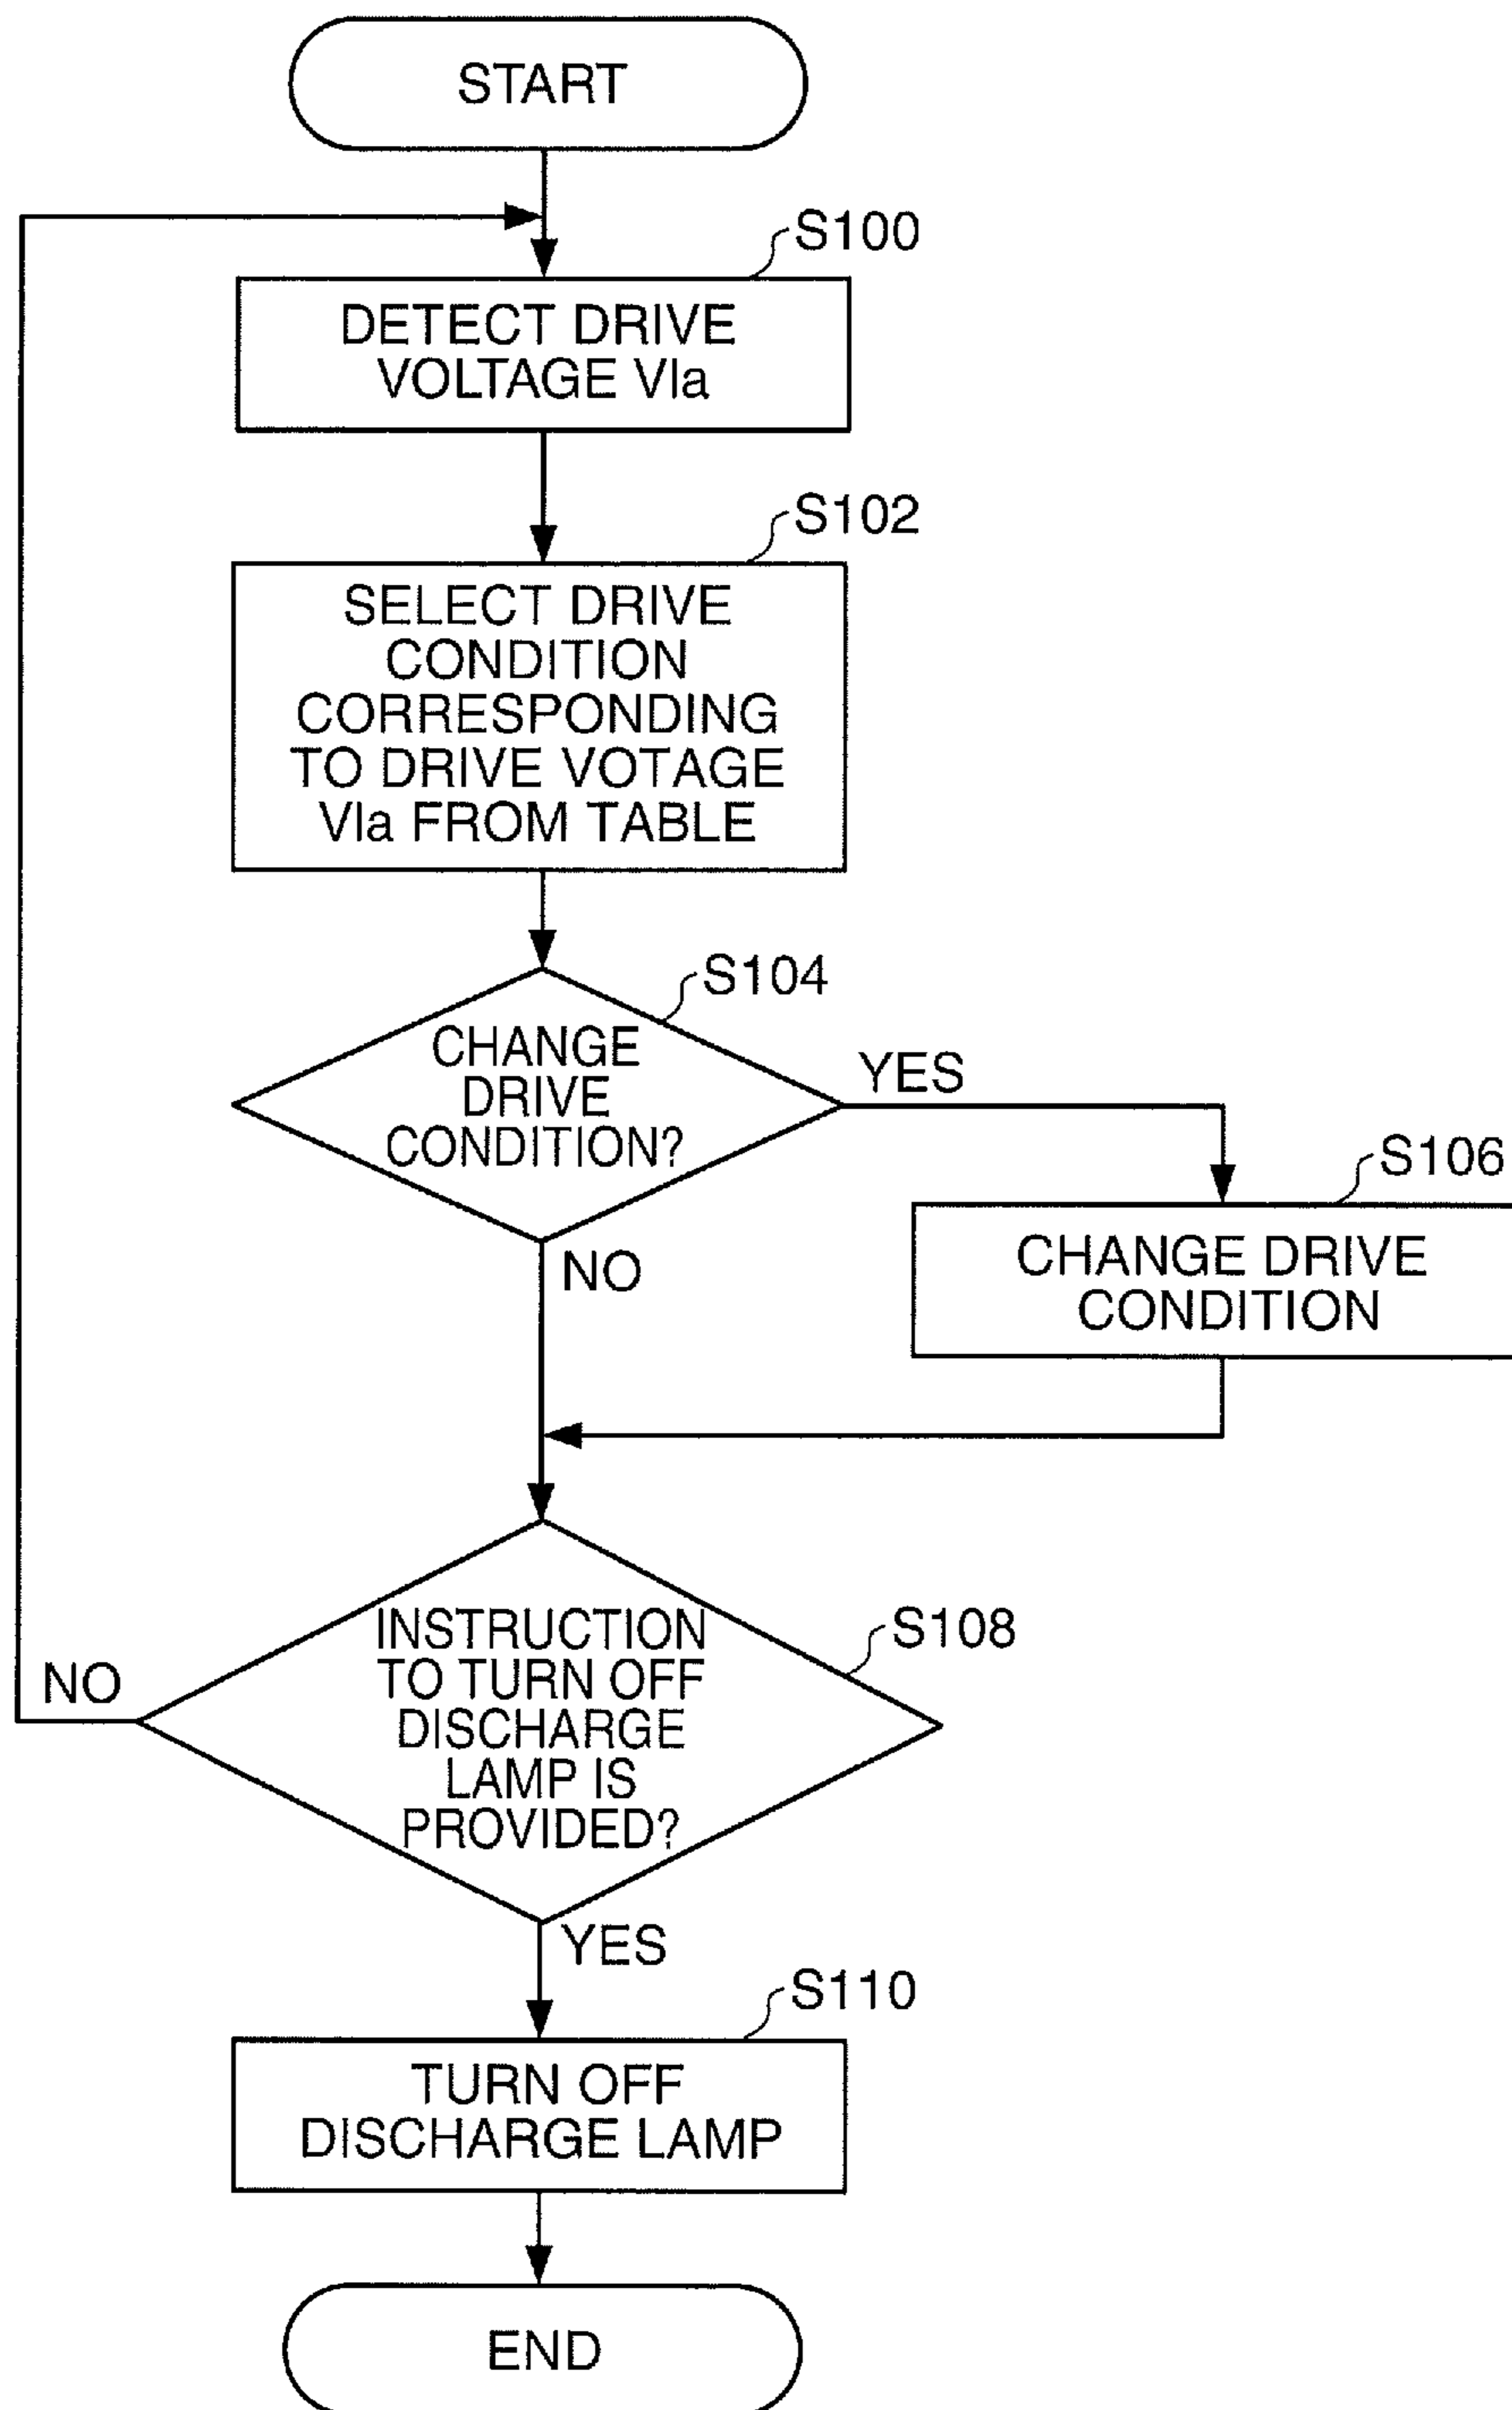 START
S100
DETECT DRIVE
VOLTAGE Vla
S102
SELECT DRIVE
CONDITION
CORRESPONDING
TO DRIVE VOTAGE
Vla FROM TABLE
S104
CHANGE
DRIVE
CONDITION?
YES
NO
S106
CHANGE DRIVE
CONDITION
S108
INSTRUCTION
TO TURN OFF
DISCHARGE
LAMP IS
PROVIDED?
NO
YES
S110
TURN OFF
DISCHARGE LAMP
END